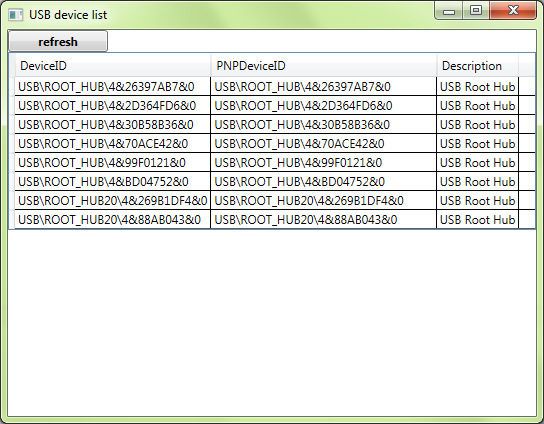 USB device list
refresh
DeviceID PNPDeviceID Description
USB\ROOT_HUB\4&26397AB7&0 USB\ROOT_HUB\4&26397AB7&0 USB Root Hub
USB\ROOT_HUB\4&2D364FD6&0 USB\ROOT_HUB\4&2D364FD6&0 USB Root Hub
USB\ROOT_HUB\4&30B58B36&0 USB\ROOT_HUB\4&30B58B36&0 USB Root Hub
USB\ROOT_HUB\4&70ACE42&0 USB\ROOT_HUB\4&70ACE42&0 USB Root Hub
USB\ROOT_HUB\4&99F0121&0 USB\ROOT_HUB\4&99F0121&0 USB Root Hub
USB\ROOT_HUB\4&BD04752&0 USB\ROOT_HUB\4&BD04752&0 USB Root Hub
USB\ROOT_HUB20\4&269B1DF4&0 USB\ROOT_HUB20\4&269B1DF4&0 USB Root Hub
USB\ROOT_HUB20\4&88AB043&0 USB\ROOT_HUB20\4&88AB043&0 USB Root Hub